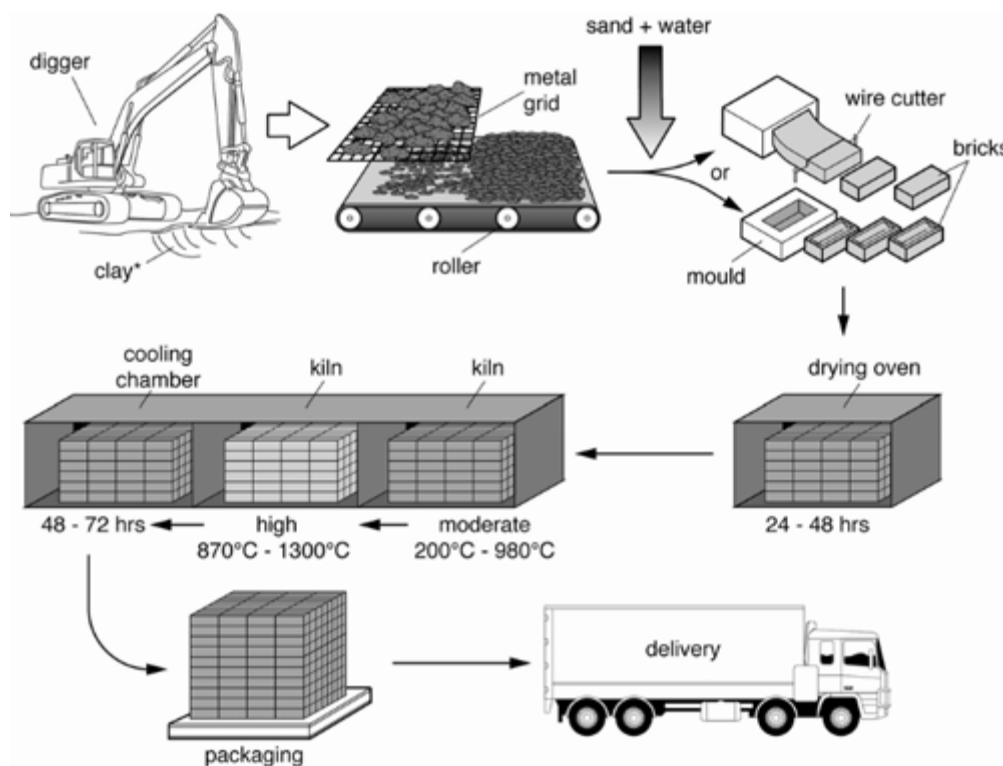 sand + water
digger
metal
grid
wire cutter
bricks
or
clay*
roller
mould
cooling
chamber
kiln
kiln
drying oven
48 - 72 hrs
high
870°C - 1300°C
moderate
200°C - 980°C
24 - 48 hrs
delivery
packaging